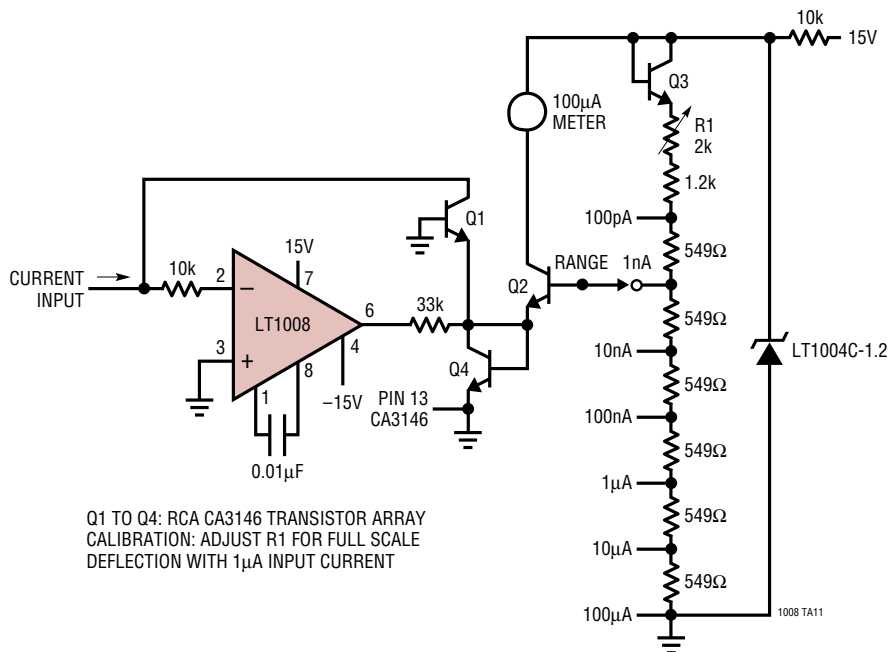 10k
15V
Q3
100µA
METER
R1
2k
1.2k
100pA
Q1
549Ω
CURRENT
INPUT
10k
2
15V
7
–
LT1008
6
33k
Q2
RANGE
1nA
549Ω
3
+
4
8
1
–15V
Q4
10nA
LT1004C-1.2
549Ω
PIN 13
CA3146
100nA
0.01µF
549Ω
1µA
Q1 TO Q4: RCA CA3146 TRANSISTOR ARRAY
CALIBRATION: ADJUST R1 FOR FULL SCALE
DEFLECTION WITH 1µA INPUT CURRENT
549Ω
10µA
549Ω
100µA
1008 TA11